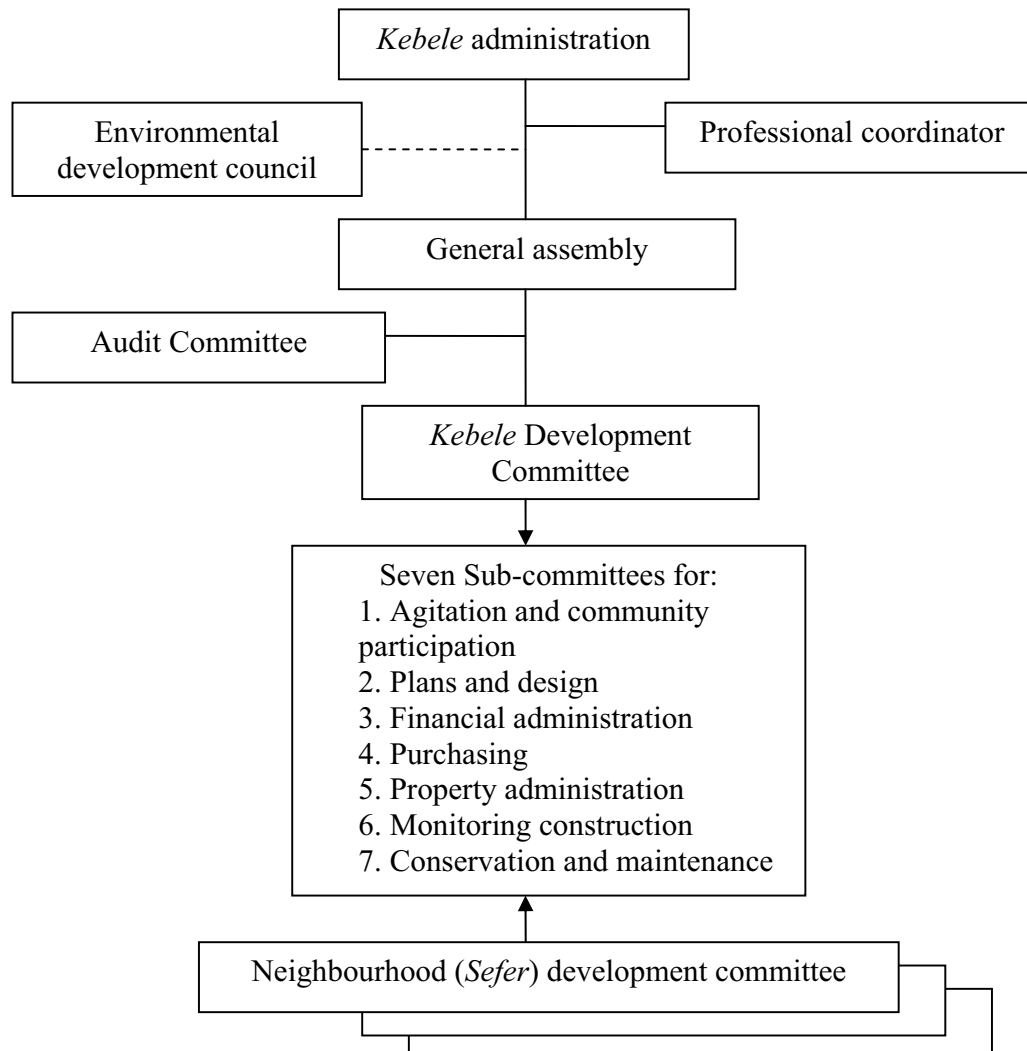 Kebele administration
Environmental
development council
Professional coordinator
General assembly
Audit Committee
Kebele Development
Committee
Seven Sub-committees for:
1. Agitation and community
participation
2. Plans and design
3. Financial administration
4. Purchasing
5. Property administration
6. Monitoring construction
7. Conservation and maintenance
Neighbourhood (Sefer) development committee